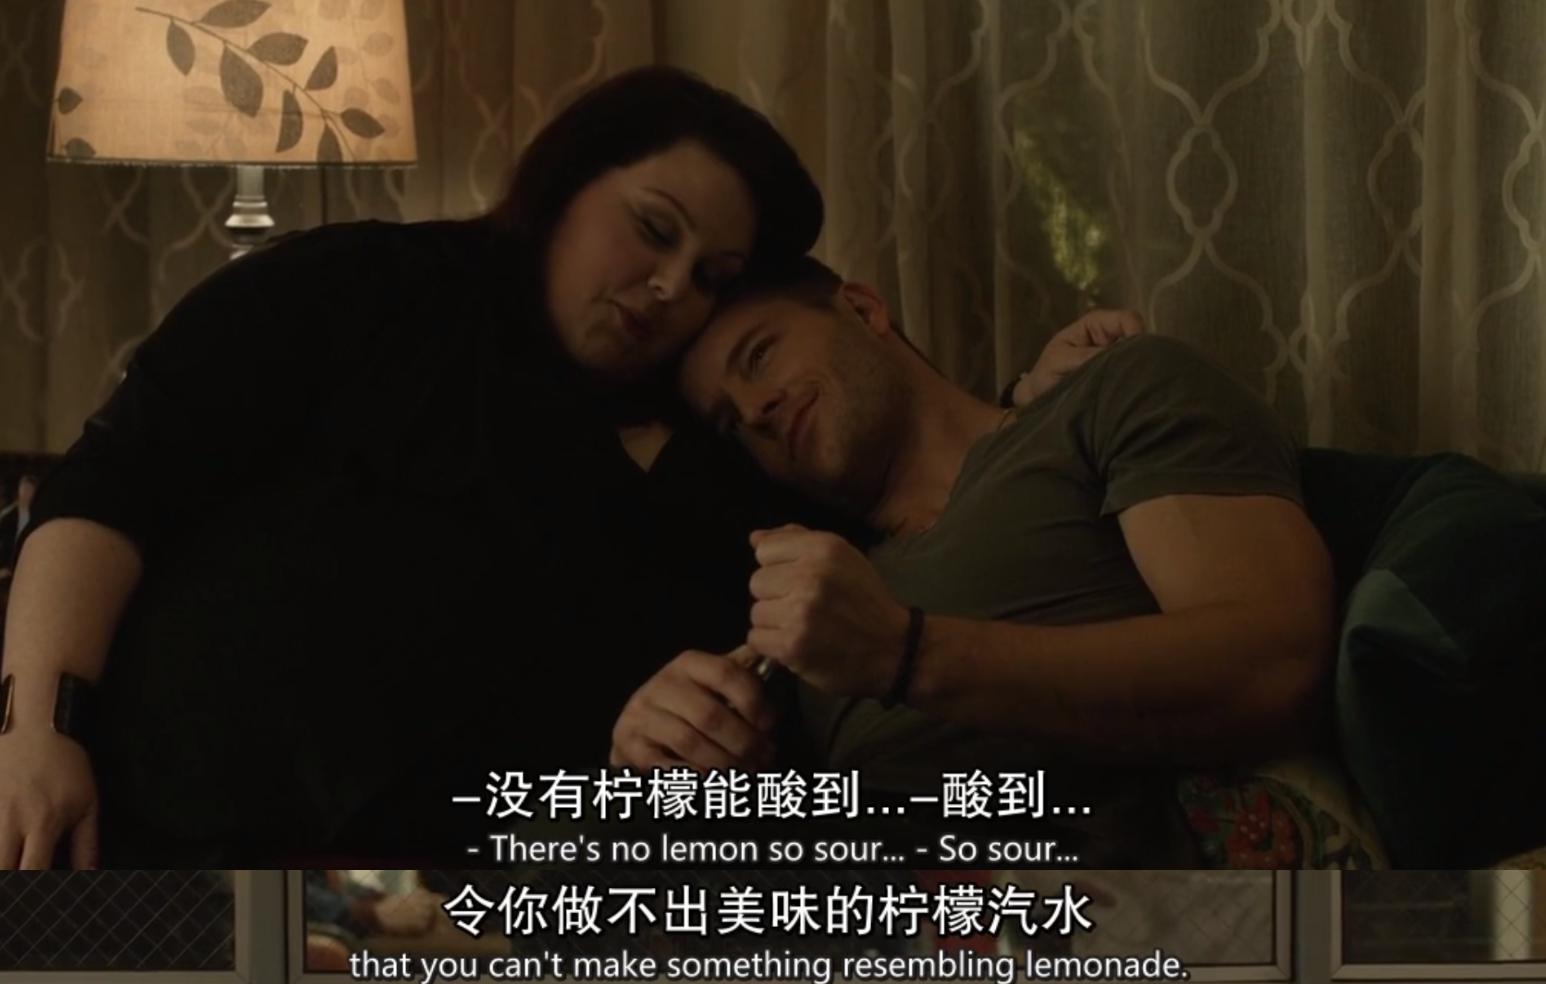 –没有柠檬能酸到...–酸到...
- There's no lemon so sour... - So sour...
令你做不出美味的柠檬汽水
that you can't make something resembling lemonade.